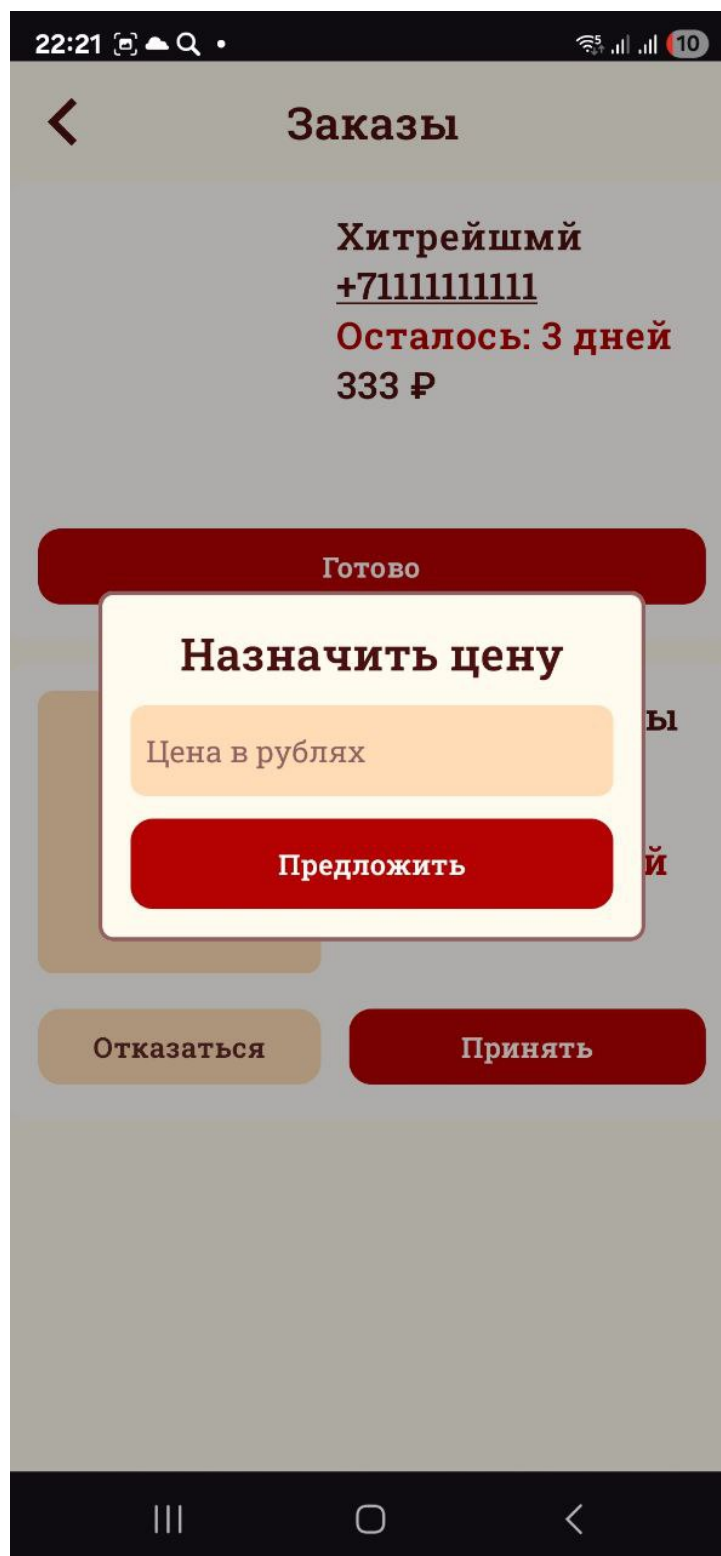 22:21
10
Заказы
Хитрейшмй
+71111111111
Осталось: 3 дней
333 ₽
Готово
Назначить цену
ы
Цена в рублях
Предложить
й
Отказаться
Принять